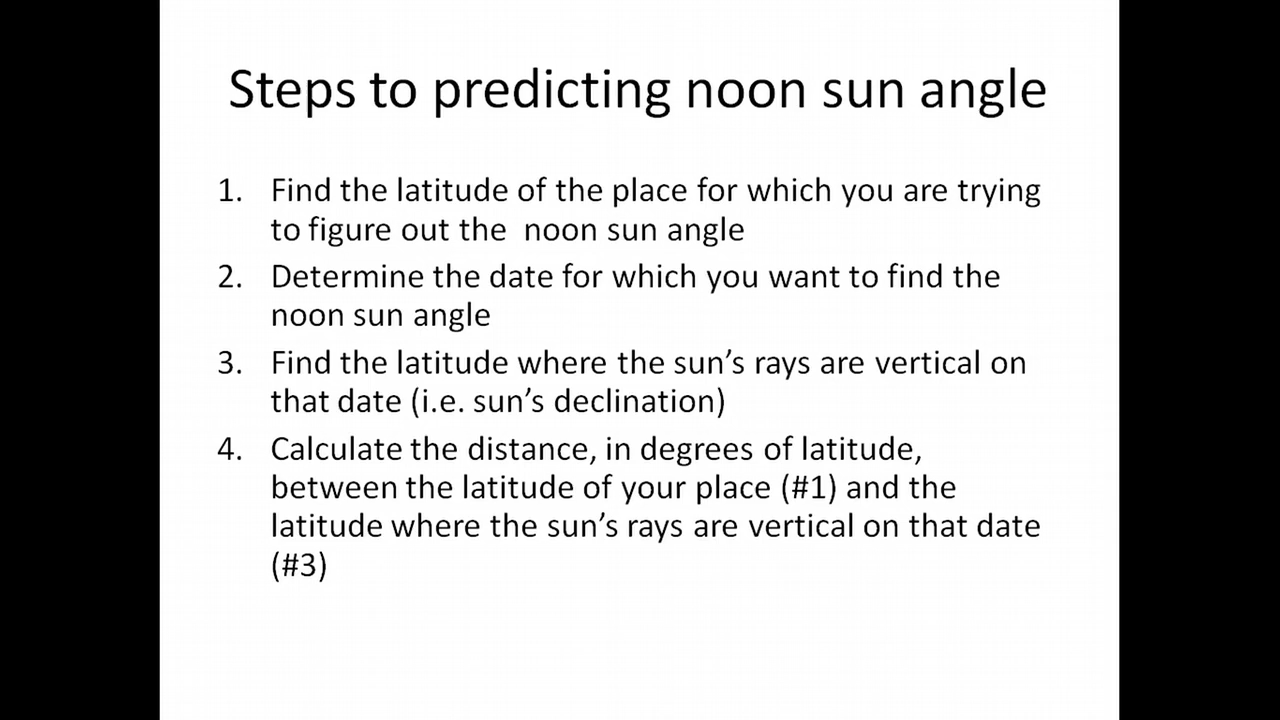 Steps to predicting noon sun angle
1. Find the latitude of the place for which you are trying
to figure out the  noon sun angle
2. Determine the date for which you want to find the
noon sun angle
3. Find the latitude where the sun’s rays are vertical on
that date (i.e. sun’s declination)
4. Calculate the distance, in degrees of latitude,
between the latitude of your place (#1) and the
latitude where the sun’s rays are vertical on that date
(#3)